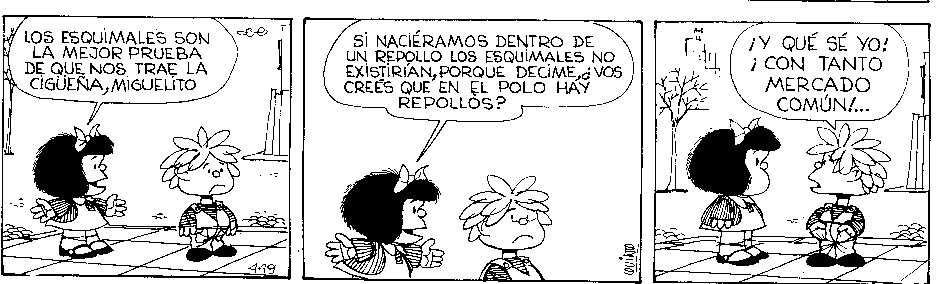 LOS ESQUIMALES SON
LA MEJOR PRUEBA
DE QUE NOS TRAE LA
CIGÜEÑA, MIGUELITO
SI NACIÉRAMOS DENTRO DE
UN REPOLLO LOS ESQUIMALES NO
EXISTIRÍAN, PORQUE DECIME, ¿VOS
CREÉS QUE EN EL POLO HAY
REPOLLOS?
¡Y QUÉ SÉ YO!
¡CON TANTO
MERCADO
COMÚN!...